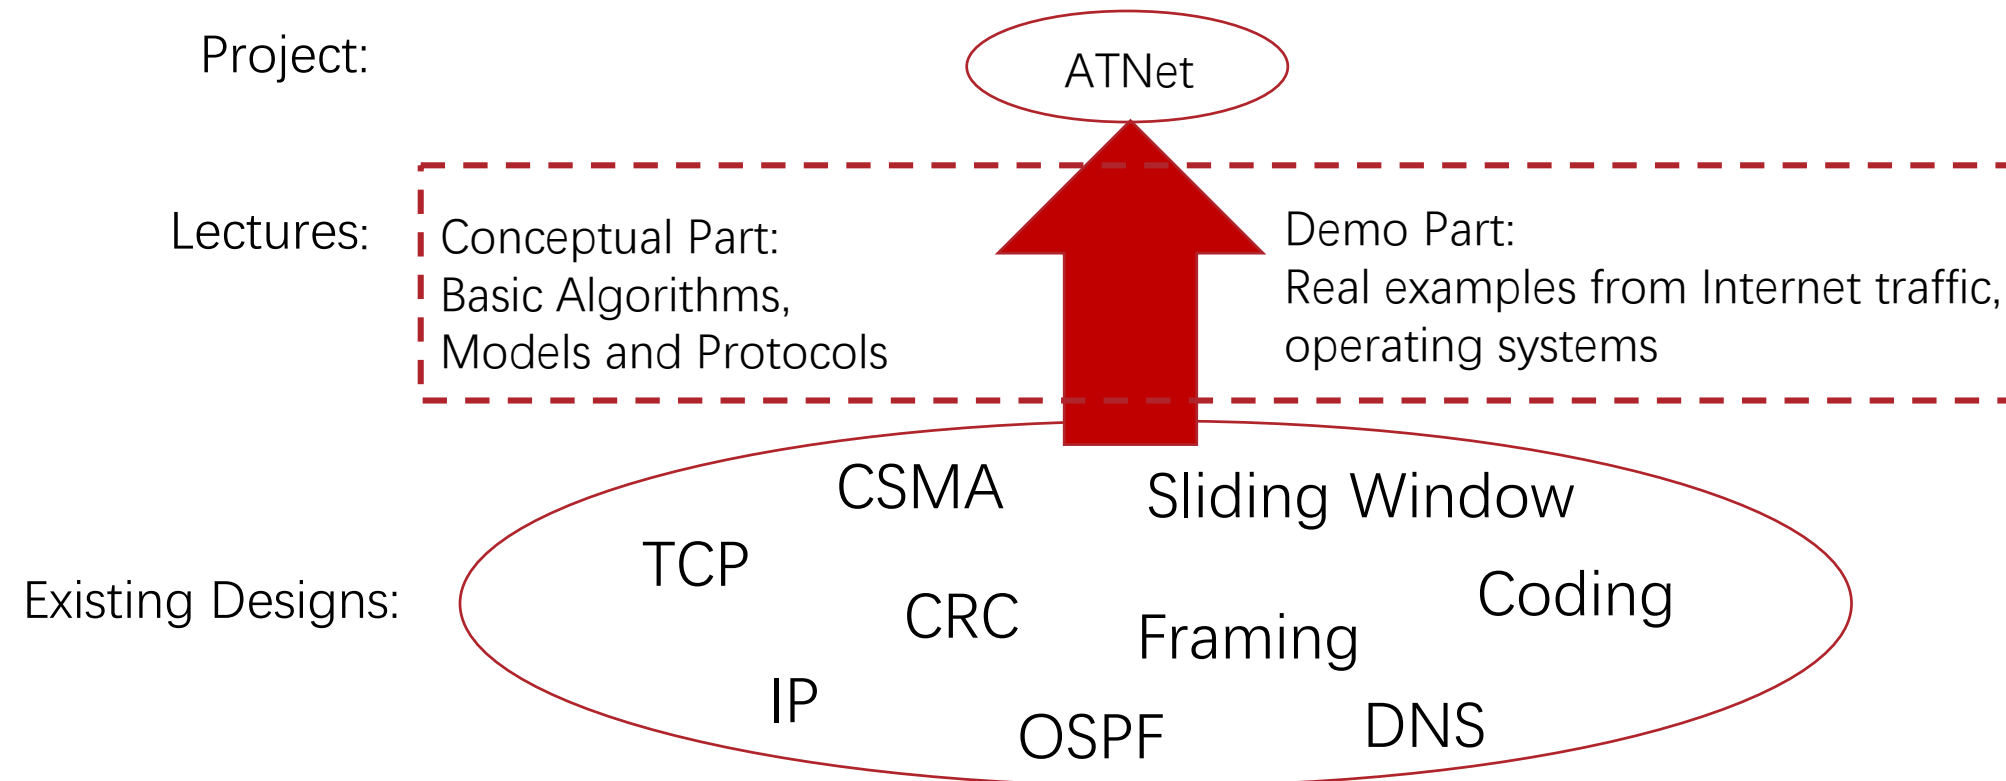 Project:
ATNet
Lectures:
Conceptual Part:
Basic Algorithms,
Models and Protocols
Demo Part:
Real examples from Internet traffic,
operating systems
Existing Designs:
CSMA
Sliding Window
TCP
CRC
Framing
Coding
IP
OSPF
DNS